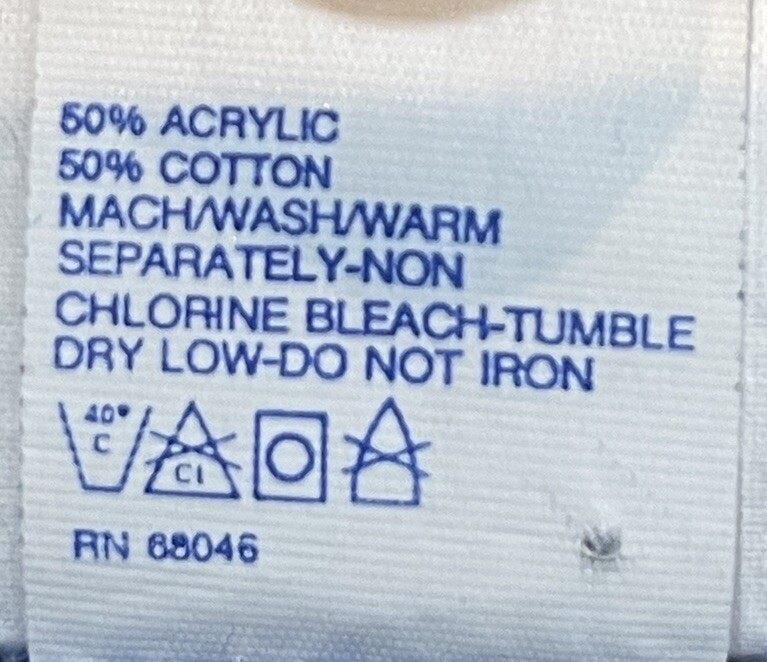 50% ACRYLIC
50% COTTON
MACH/WASH/WARM
SEPARATELY-NON
CHLORINE BLEACH-TUMBLE
DRY LOW-DO NOT IRON
40° C CI
RN 68046